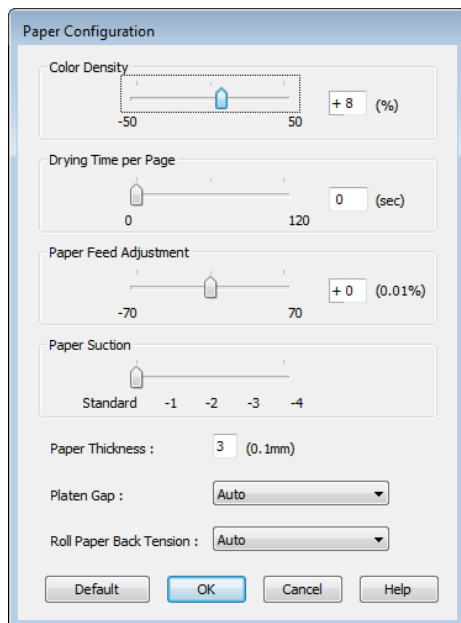 Paper Configuration
Color Density
+ 8 (%)
-50 50
Drying Time per Page
0 (sec)
0 120
Paper Feed Adjustment
+ 0 (0.01%)
-70 70
Paper Suction
Standard -1 -2 -3 -4
Paper Thickness : 3 (0.1mm)
Platen Gap : Auto
Roll Paper Back Tension : Auto
Default OK Cancel Help